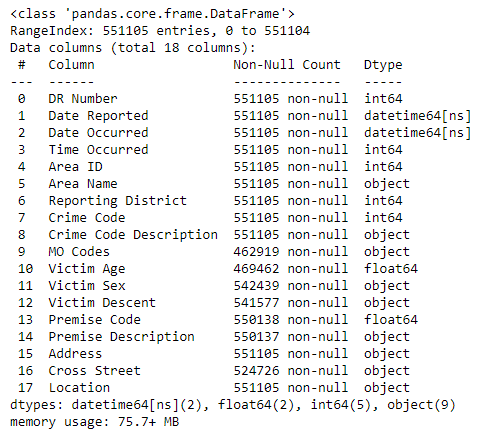 <class 'pandas.core.frame.DataFrame'>
RangeIndex: 551105 entries, 0 to 551104
Data columns (total 18 columns):
 #   Column                  Non-Null Count   Dtype
---  ------                  --------------   -----
 0   DR Number               551105 non-null  int64
 1   Date Reported           551105 non-null  datetime64[ns]
 2   Date Occurred           551105 non-null  datetime64[ns]
 3   Time Occurred           551105 non-null  int64
 4   Area ID                 551105 non-null  int64
 5   Area Name               551105 non-null  object
 6   Reporting District      551105 non-null  int64
 7   Crime Code              551105 non-null  int64
 8   Crime Code Description  551105 non-null  object
 9   MO Codes                462919 non-null  object
 10  Victim Age              469462 non-null  float64
 11  Victim Sex              542439 non-null  object
 12  Victim Descent          541577 non-null  object
 13  Premise Code            550138 non-null  float64
 14  Premise Description     550137 non-null  object
 15  Address                 551105 non-null  object
 16  Cross Street            524726 non-null  object
 17  Location                551105 non-null  object
dtypes: datetime64[ns](2), float64(2), int64(5), object(9)
memory usage: 75.7+ MB